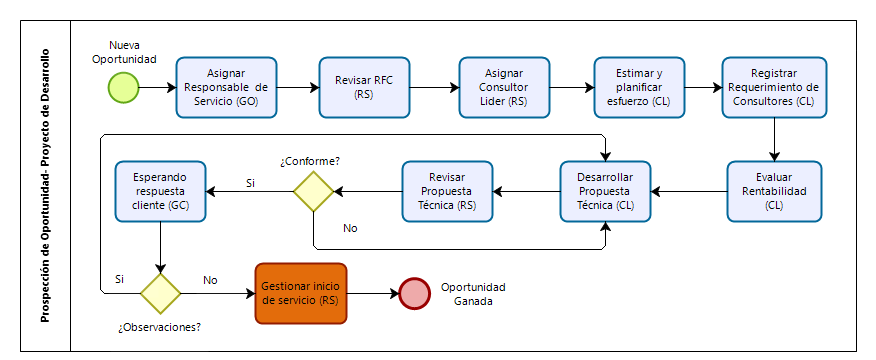 Prospección de Oportunidad- Proyecto de Desarrollo
Nueva
Oportunidad
Asignar
Responsable de
Servicio (GO)
Revisar RFC
(RS)
Asignar
Consultor
Lider (RS)
Estimar y
planificar
esfuerzo (CL)
Registrar
Requerimiento de
Consultores (CL)
Esperando
respuesta
cliente (GC)
Si
¿Conforme?
No
Revisar
Propuesta
Técnica (RS)
Desarrollar
Propuesta
Técnica (CL)
Evaluar
Rentabilidad
(CL)
Si
¿Observaciones?
No
Gestionar inicio
de servicio (RS)
Oportunidad
Ganada